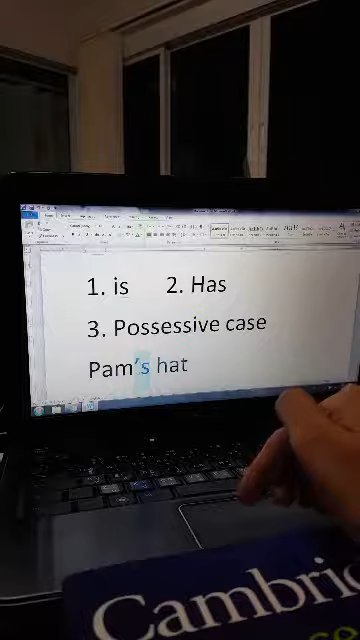 1. is 2. Has
3. Possessive case
Pam's hat
Cambri